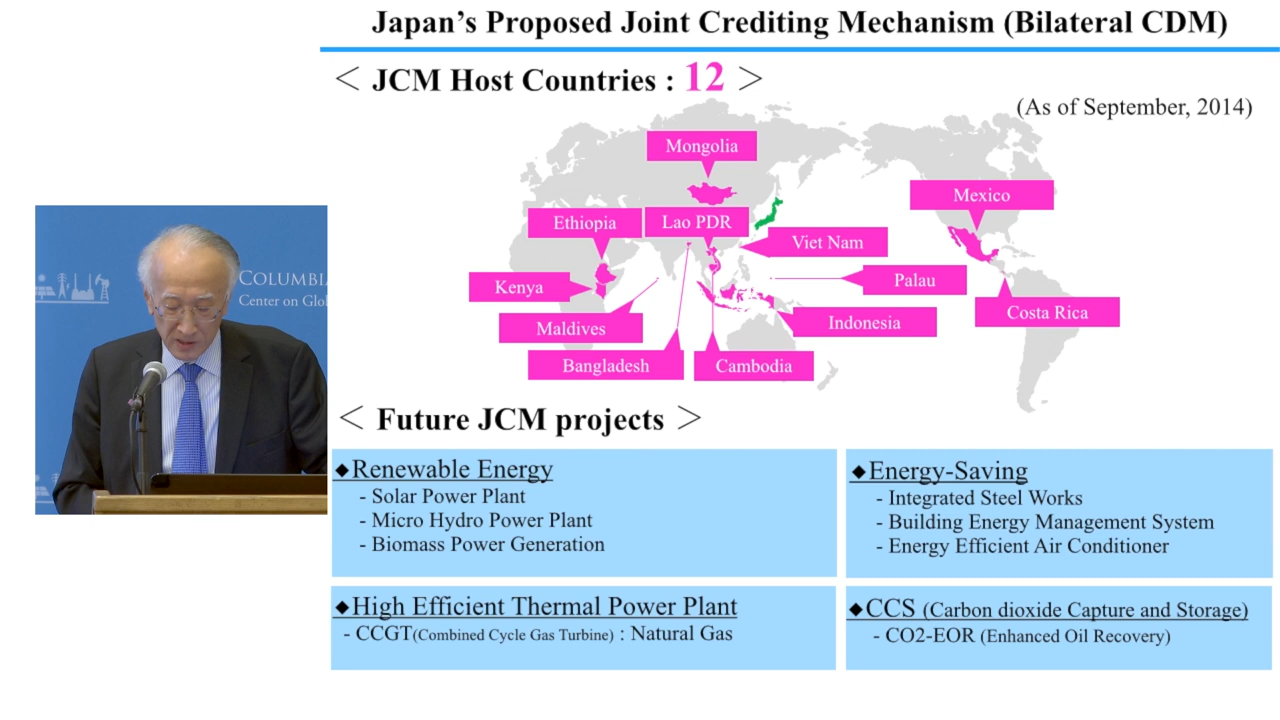 Japan's Proposed Joint Crediting Mechanism (Bilateral CDM)
< JCM Host Countries : 12 >
(As of September, 2014)
Mongolia
Mexico
Ethiopia
Lao PDR
Viet Nam
Kenya
Palau
Maldives
Indonesia
Costa Rica
Bangladesh
Cambodia
COLUMBIA
Center on Glo
< Future JCM projects >
◆Renewable Energy
- Solar Power Plant
- Micro Hydro Power Plant
- Biomass Power Generation
◆Energy-Saving
- Integrated Steel Works
- Building Energy Management System
- Energy Efficient Air Conditioner
◆High Efficient Thermal Power Plant
- CCGT(Combined Cycle Gas Turbine) : Natural Gas
◆CCS (Carbon dioxide Capture and Storage)
- CO2-EOR (Enhanced Oil Recovery)